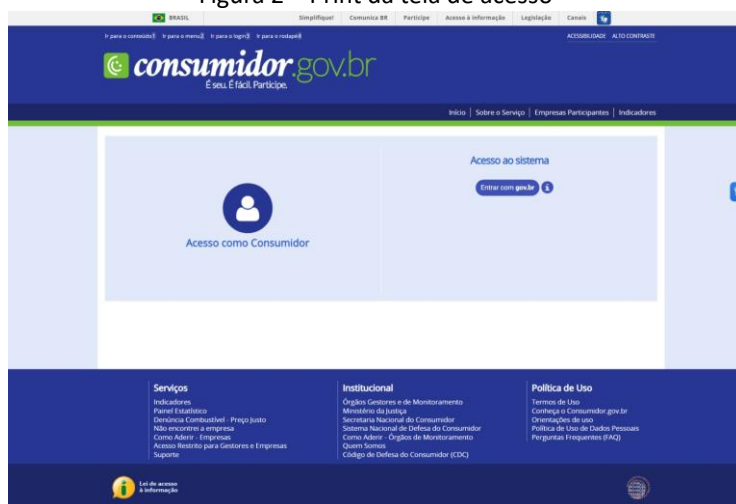 Figura 2 – Print da tela de acesso
BRASIL Simplifique! Comunica BR Participe Acesso à informação Legislação Canais
Ir para o conteúdo 1 Ir para o menu 2 Ir para o login 3 Ir para o rodapé 4 ACESSIBILIDADE ALTO CONTRASTE
consumidor.gov.br
É seu. É fácil. Participe.
Início | Sobre o Serviço | Empresas Participantes | Indicadores
Acesso ao sistema
Entrar com gov.br i
Acesso como Consumidor
Serviços
Indicadores
Painel Estatístico
Denúncia Combustível - Preço Justo
Não encontrei a empresa
Como Aderir - Empresas
Acesso Restrito para Gestores e Empresas
Suporte
Institucional
Órgãos Gestores e de Monitoramento
Ministério da Justiça
Secretaria Nacional do Consumidor
Sistema Nacional de Defesa do Consumidor
Como Aderir - Órgãos de Monitoramento
Quem Somos
Código de Defesa do Consumidor (CDC)
Política de Uso
Termos de Uso
Conheça o Consumidor.gov.br
Orientações de uso
Política de Uso de Dados Pessoais
Perguntas Frequentes (FAQ)
i Lei de acesso
à informação